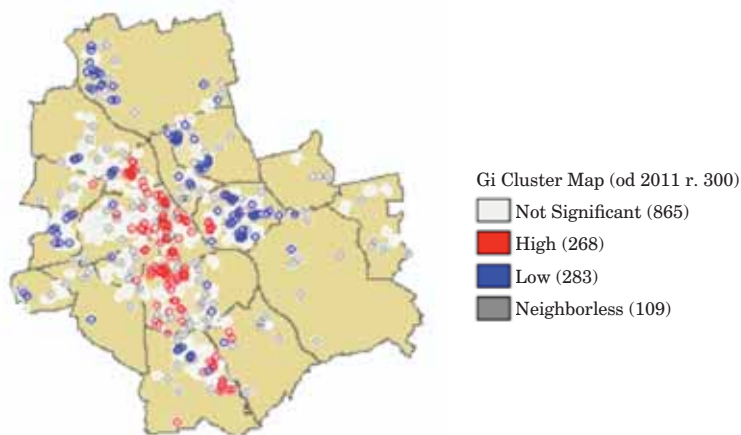 Gi Cluster Map (od 2011 r. 300)
Not Significant (865)
High (268)
Low (283)
Neighborless (109)